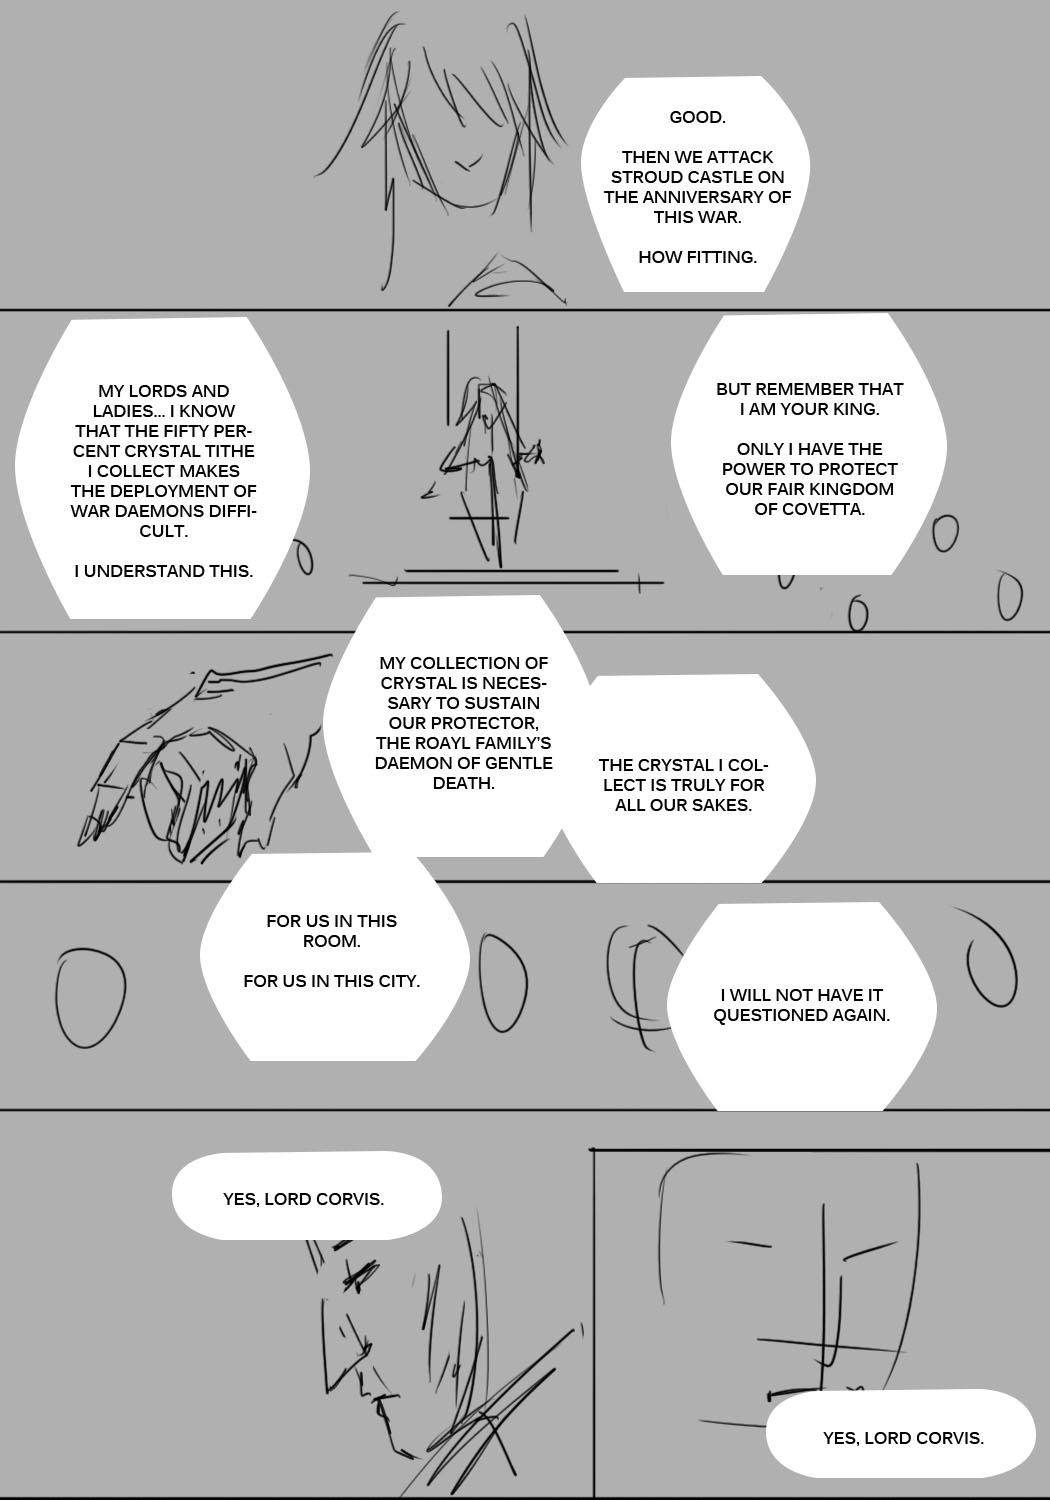 GOOD.
THEN WE ATTACK
STROUD CASTLE ON
THE ANNIVERSARY OF
THIS WAR.
HOW FITTING.
MY LORDS AND
LADIES... I KNOW
THAT THE FIFTY PER-
CENT CRYSTAL TITHE
I COLLECT MAKES
THE DEPLOYMENT OF
WAR DAEMONS DIFFI-
CULT.
I UNDERSTAND THIS.
BUT REMEMBER THAT
I AM YOUR KING.
ONLY I HAVE THE
POWER TO PROTECT
OUR FAIR KINGDOM
OF COVETTA.
MY COLLECTION OF
CRYSTAL IS NECES-
SARY TO SUSTAIN
OUR PROTECTOR,
THE ROAYL FAMILY'S
DAEMON OF GENTLE
DEATH.
THE CRYSTAL I COL-
LECT IS TRULY FOR
ALL OUR SAKES.
FOR US IN THIS
ROOM.
FOR US IN THIS CITY.
I WILL NOT HAVE IT
QUESTIONED AGAIN.
YES, LORD CORVIS.
YES, LORD CORVIS.